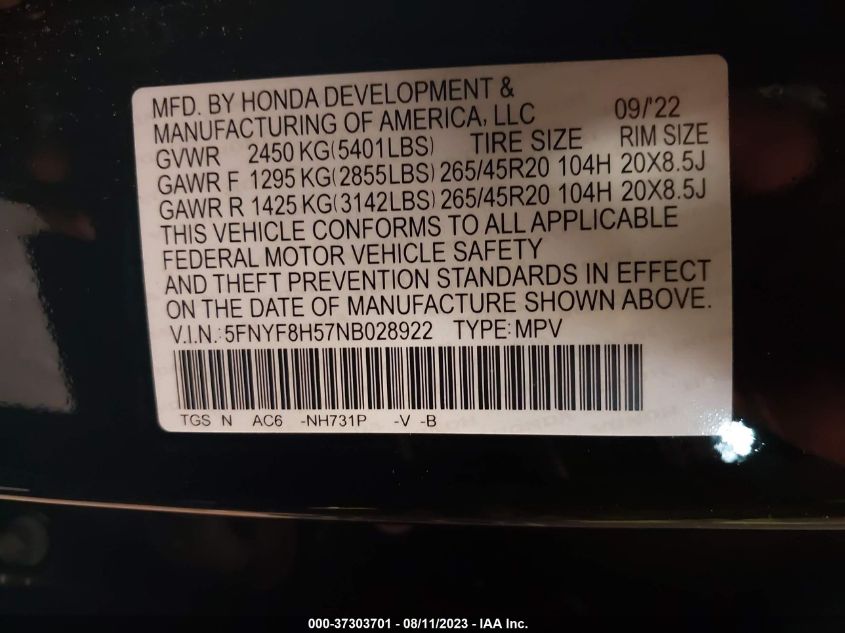 MFD. BY HONDA DEVELOPMENT &
MANUFACTURING OF AMERICA, LLC 09/'22
GVWR 2450 KG(5401LBS) TIRE SIZE RIM SIZE
GAWR F 1295 KG(2855LBS) 265/45R20 104H 20X8.5J
GAWR R 1425 KG(3142LBS) 265/45R20 104H 20X8.5J
THIS VEHICLE CONFORMS TO ALL APPLICABLE
FEDERAL MOTOR VEHICLE SAFETY
AND THEFT PREVENTION STANDARDS IN EFFECT
ON THE DATE OF MANUFACTURE SHOWN ABOVE.
V.I.N.: 5FNYF8H57NB028922 TYPE: MPV
TGS N AC6 -NH731P -V -B
000-37303701 - 08/11/2023 - IAA Inc.